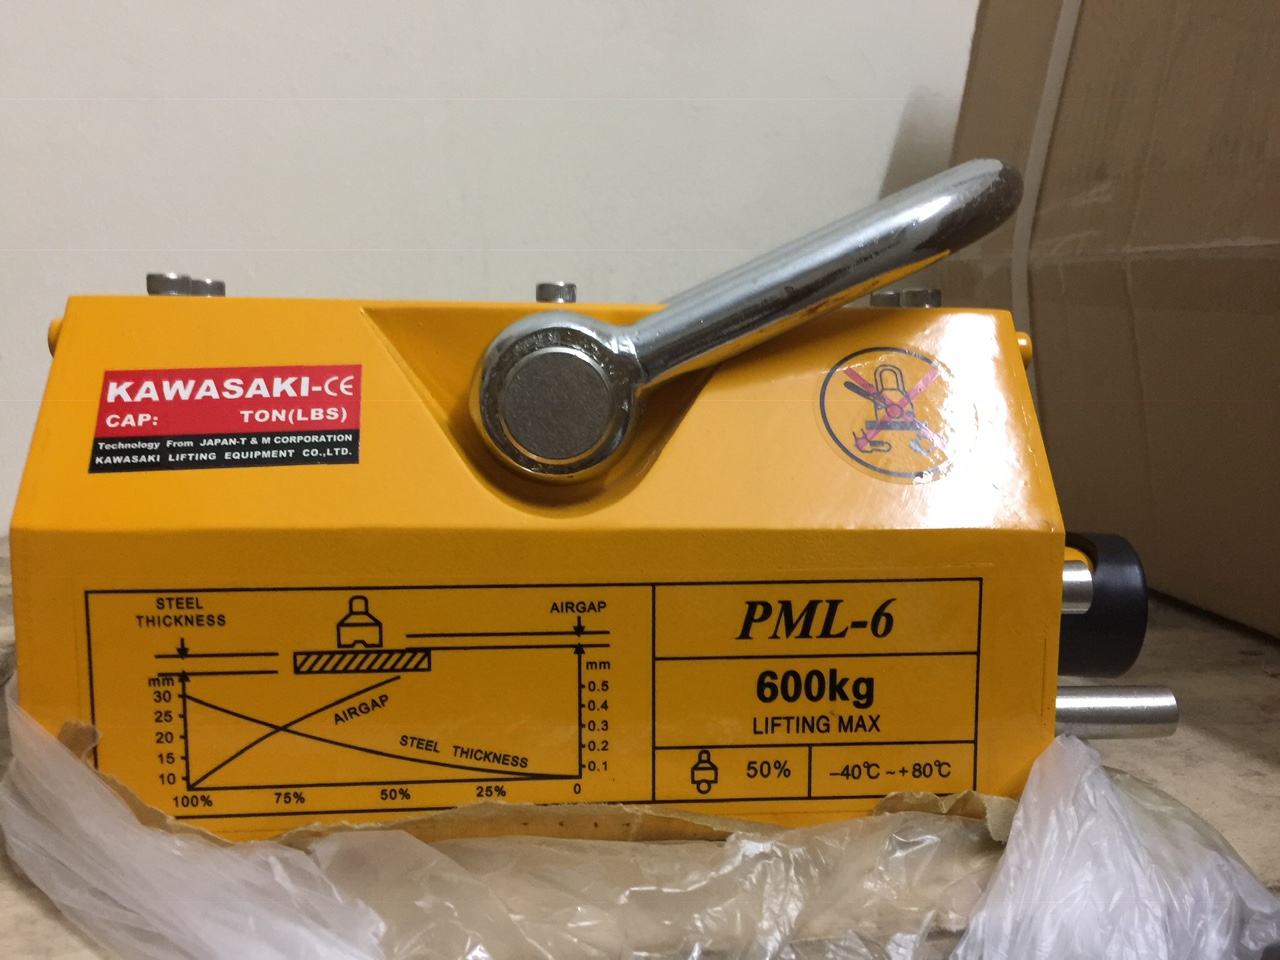 KAWASAKI-CE
CAP: TON(LBS)
Technology From JAPAN-T & M CORPORATION
KAWASAKI LIFTING EQUIPMENT CO.,LTD.
STEEL
THICKNESS
AIRGAP
mm
30
25
20
15
10
mm
0.5
0.4
0.3
0.2
0.1
AIRGAP
STEEL THICKNESS
100% 75% 50% 25% 0
PML-6
600kg
LIFTING MAX
50%
–40℃~+80℃